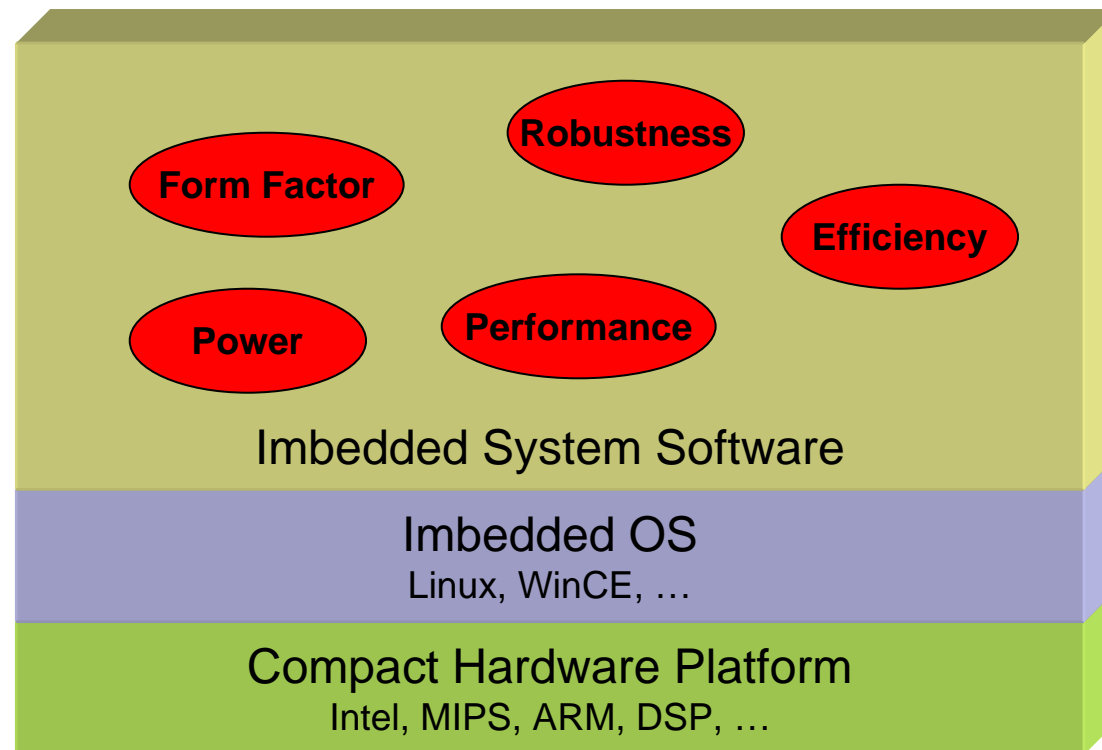 Robustness
Form Factor
Efficiency
Performance
Power
Imbedded System Software
Imbedded OS
Linux, WinCE, …
Compact Hardware Platform
Intel, MIPS, ARM, DSP, …